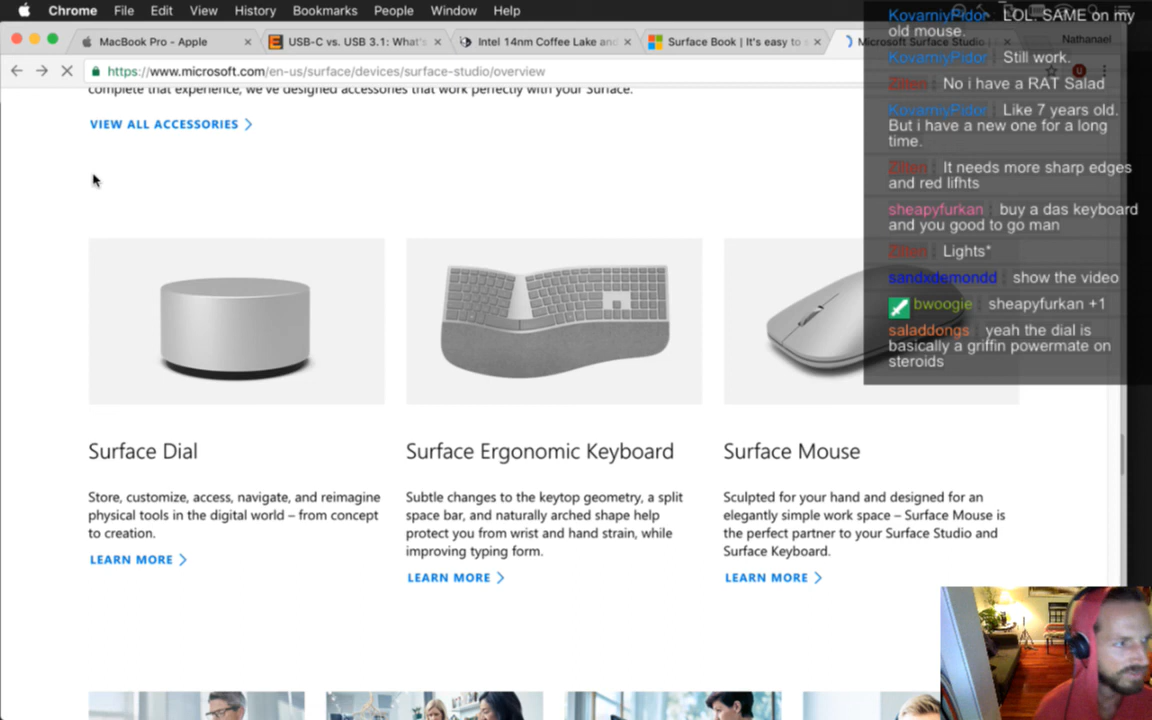 Chrome File Edit View History Bookmarks People Window Help
MacBook Pro - Apple
USB-C vs. USB 3.1: What's
Intel 14nm Coffee Lake and
Surface Book | It's easy to s
Microsoft Surface Studio |
Nathanael
https://www.microsoft.com/en-us/surface/devices/surface-studio/overview
complete that experience, we've designed accessories that work perfectly with your Surface.
VIEW ALL ACCESSORIES
Surface Dial
Store, customize, access, navigate, and reimagine
physical tools in the digital world – from concept
to creation.
LEARN MORE
Surface Ergonomic Keyboard
Subtle changes to the keytop geometry, a split
space bar, and naturally arched shape help
protect you from wrist and hand strain, while
improving typing form.
LEARN MORE
Surface Mouse
Sculpted for your hand and designed for an
elegantly simple work space – Surface Mouse is
the perfect partner to your Surface Studio and
Surface Keyboard.
LEARN MORE
KovarniyPidor : LOL. SAME on my
old mouse.
KovarniyPidor : Still work.
Zilten : No i have a RAT Salad
KovarniyPidor : Like 7 years old.
But i have a new one for a long
time.
Zilten : It needs more sharp edges
and red lifhts
sheapyfurkan : buy a das keyboard
and you good to go man
Zilten : Lights*
sandxdemondd : show the video
bwoogie : sheapyfurkan +1
saladdongs : yeah the dial is
basically a griffin powermate on
steroids